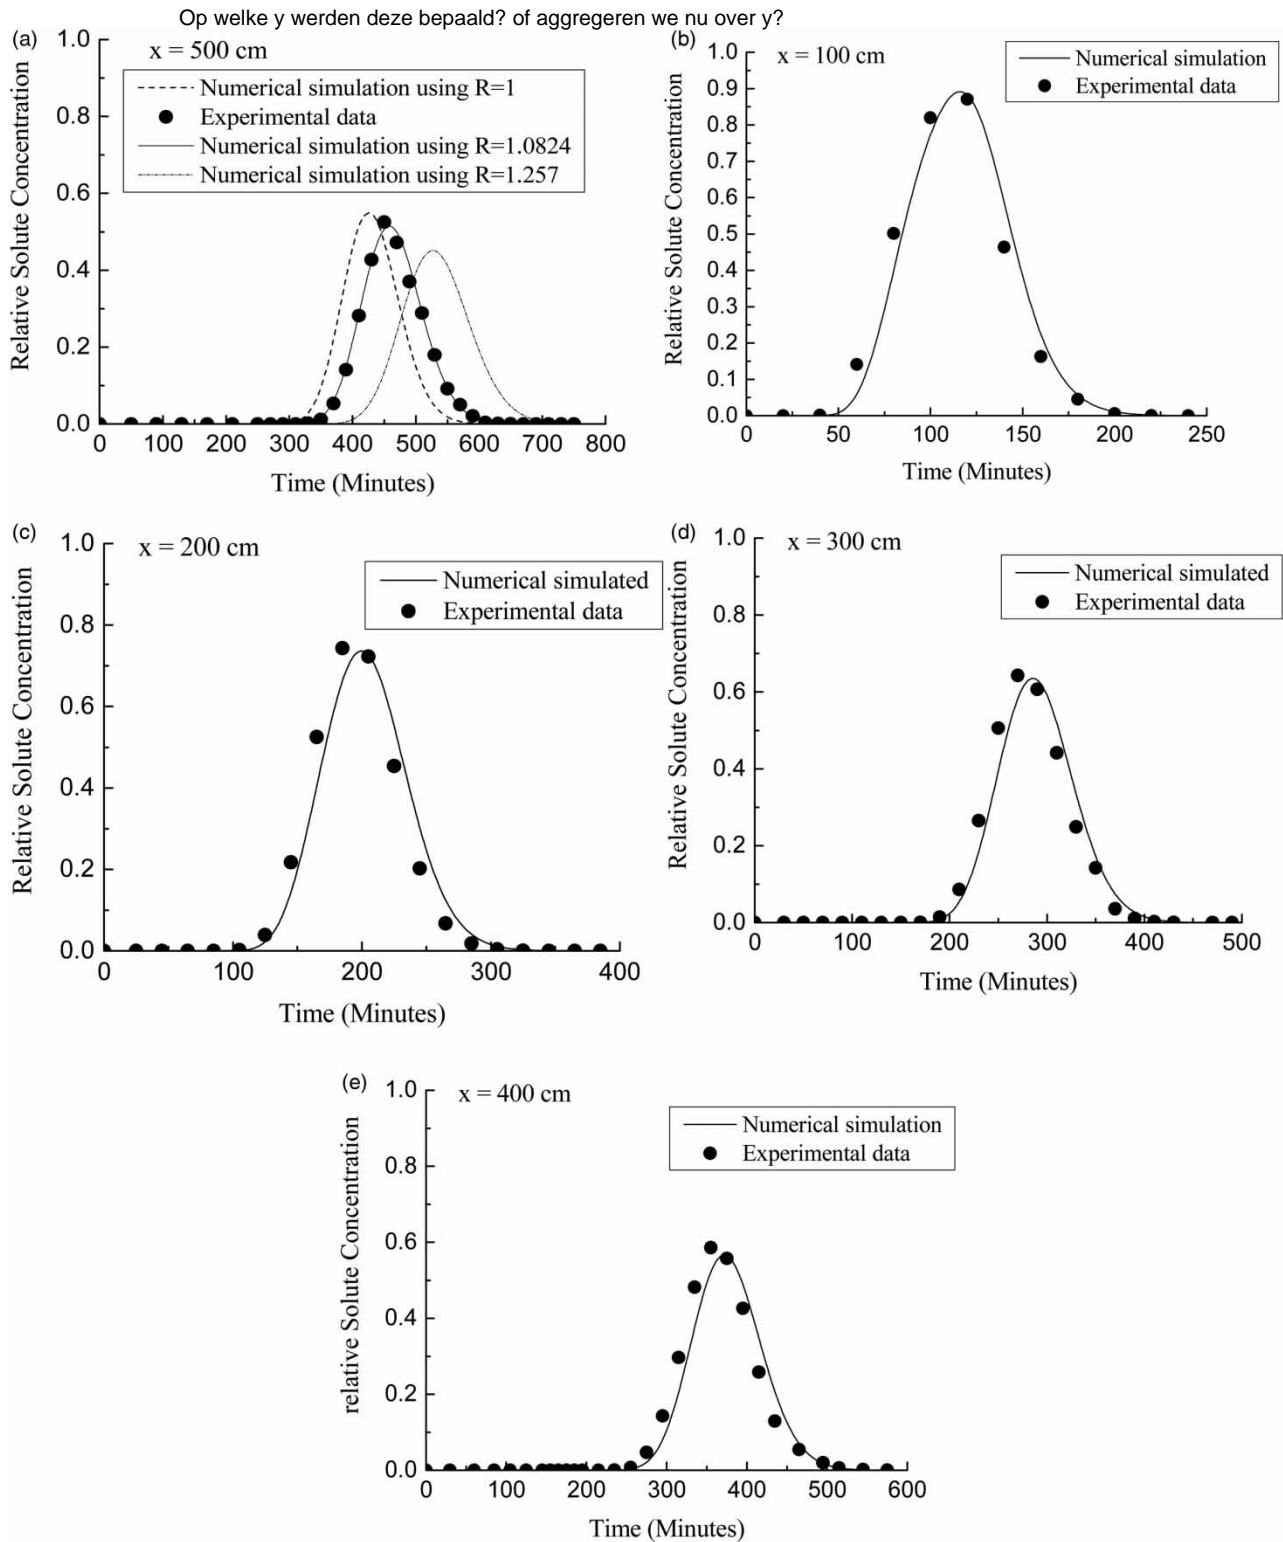 Op welke y werden deze bepaald? of aggregeren we nu over y?
(a)
x = 500 cm
Numerical simulation using R=1
Experimental data
Numerical simulation using R=1.0824
Numerical simulation using R=1.257
Relative Solute Concentration
1.0
0.8
0.6
0.4
0.2
0.0
0 100 200 300 400 500 600 700 800
Time (Minutes)
(b)
x = 100 cm
Numerical simulation
Experimental data
Relative Solute Concentration
1.0
0.9
0.8
0.7
0.6
0.5
0.4
0.3
0.2
0.1
0.0
0 50 100 150 200 250
Time (Minutes)
(c)
x = 200 cm
Numerical simulated
Experimental data
Relative Solute Concentration
1.0
0.8
0.6
0.4
0.2
0.0
0 100 200 300 400
Time (Minutes)
(d)
x = 300 cm
Numerical simulated
Experimental data
Relative Solute Concentration
1.0
0.8
0.6
0.4
0.2
0.0
0 100 200 300 400 500
Time (Minutes)
(e)
x = 400 cm
Numerical simulation
Experimental data
relative Solute Concentration
1.0
0.8
0.6
0.4
0.2
0.0
0 100 200 300 400 500 600
Time (Minutes)